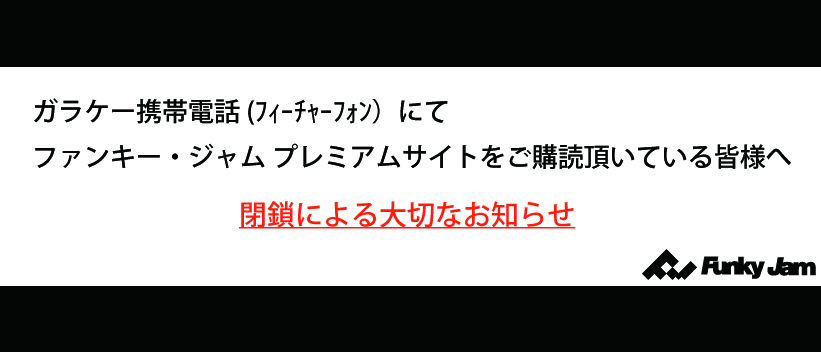 ガラケー携帯電話 (ﾌｨｰﾁｬｰﾌｫﾝ）にて
ファンキー・ジャム プレミアムサイトをご購読頂いている皆様へ
閉鎖による大切なお知らせ
Funky Jam